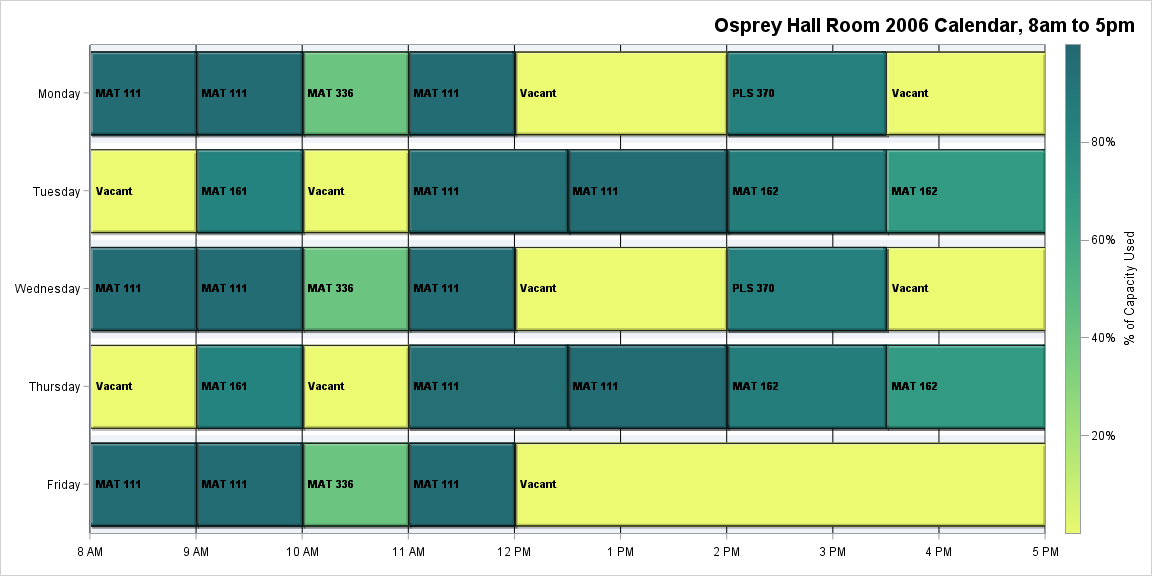 Osprey Hall Room 2006 Calendar, 8am to 5pm
Monday MAT 111 MAT 111 MAT 336 MAT 111 Vacant PLS 370 Vacant
80%
Tuesday Vacant MAT 161 Vacant MAT 111 MAT 111 MAT 162 MAT 162
60%
% of Capacity Used
Wednesday MAT 111 MAT 111 MAT 336 MAT 111 Vacant PLS 370 Vacant
40%
Thursday Vacant MAT 161 Vacant MAT 111 MAT 111 MAT 162 MAT 162
20%
Friday MAT 111 MAT 111 MAT 336 MAT 111 Vacant
8 AM 9 AM 10 AM 11 AM 12 PM 1 PM 2 PM 3 PM 4 PM 5 PM